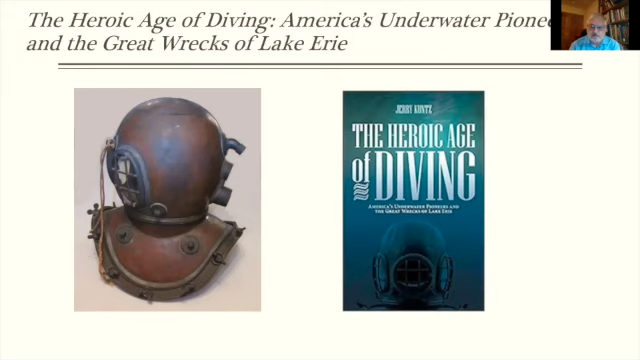 The Heroic Age of Diving: America's Underwater
and the Great Wrecks of Lake Erie
JERRY KUNTZ
THE HEROIC AGE
of DIVING
AMERICA'S UNDERWATER PIONEERS AND
THE GREAT WRECKS OF LAKE ERIE